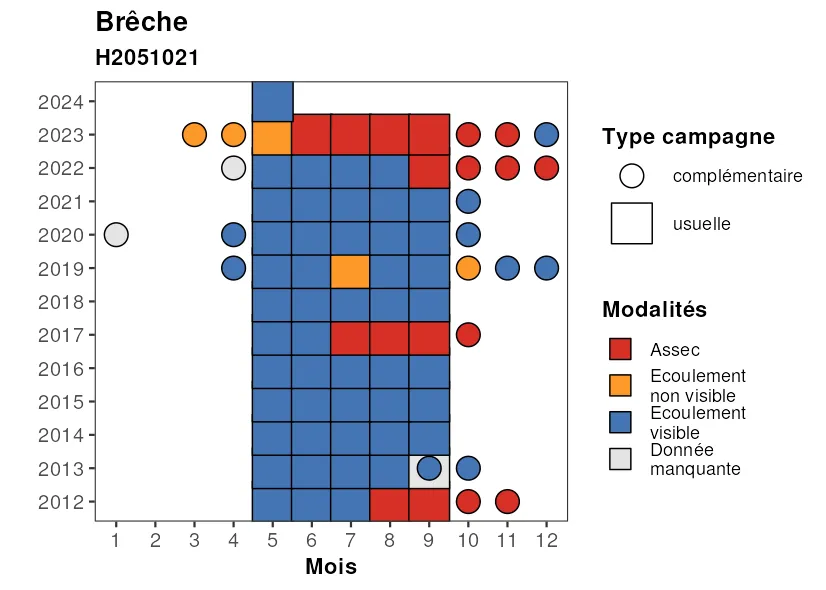 Brêche
H2051021
2024
2023
2022
2021
2020
2019
2018
2017
2016
2015
2014
2013
2012
1 2 3 4 5 6 7 8 9 10 11 12
Mois
Type campagne
complémentaire
usuelle
Modalités
Assec
Ecoulement
non visible
Ecoulement
visible
Donnée
manquante